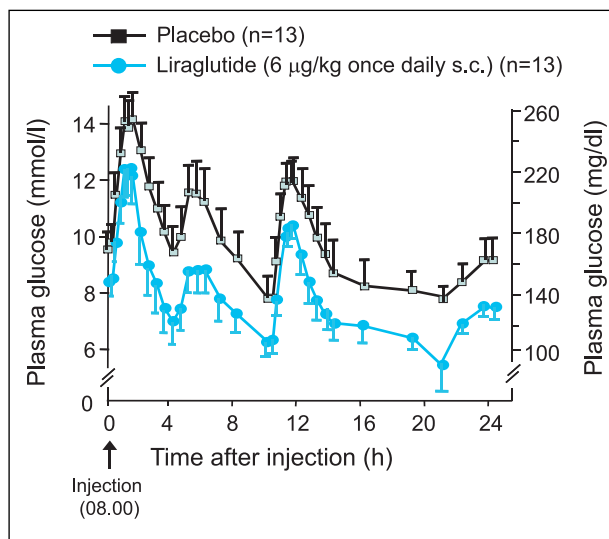 Placebo (n=13)
Liraglutide (6 μg/kg once daily s.c.) (n=13)
Plasma glucose (mmol/l)
14
12
10
8
6
0
260
220
180
140
100
Plasma glucose (mg/dl)
0 4 8 12 16 20 24
Time after injection (h)
Injection
(08.00)